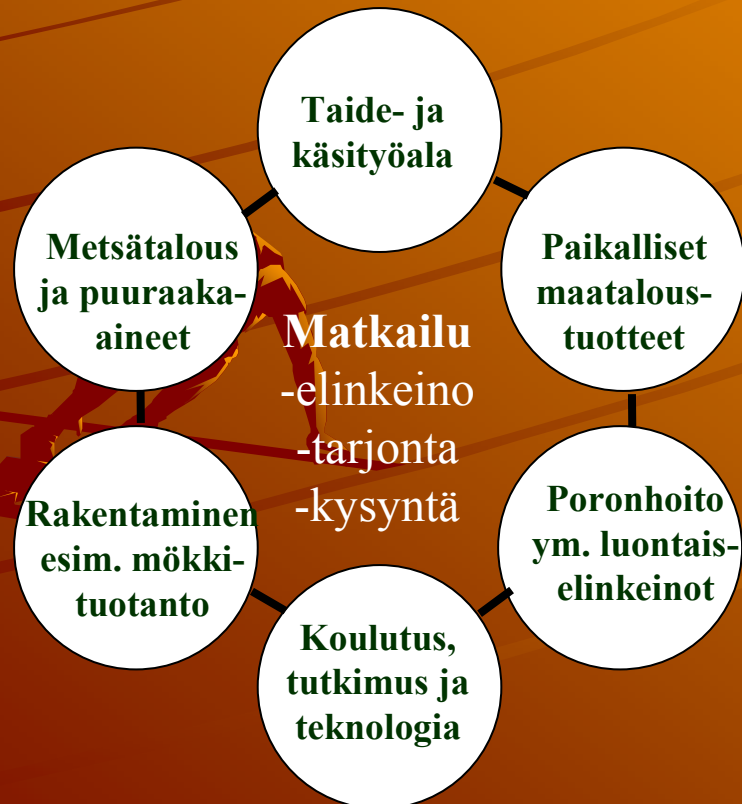 Taide- ja
käsityöala
Metsätalous
ja puuraaka-
aineet
Paikalliset
maatalous-
tuotteet
Matkailu
-elinkeino
-tarjonta
-kysyntä
Rakentaminen
esim. mökki-
tuotanto
Poronhoito
ym. luontais-
elinkeinot
Koulutus,
tutkimus ja
teknologia